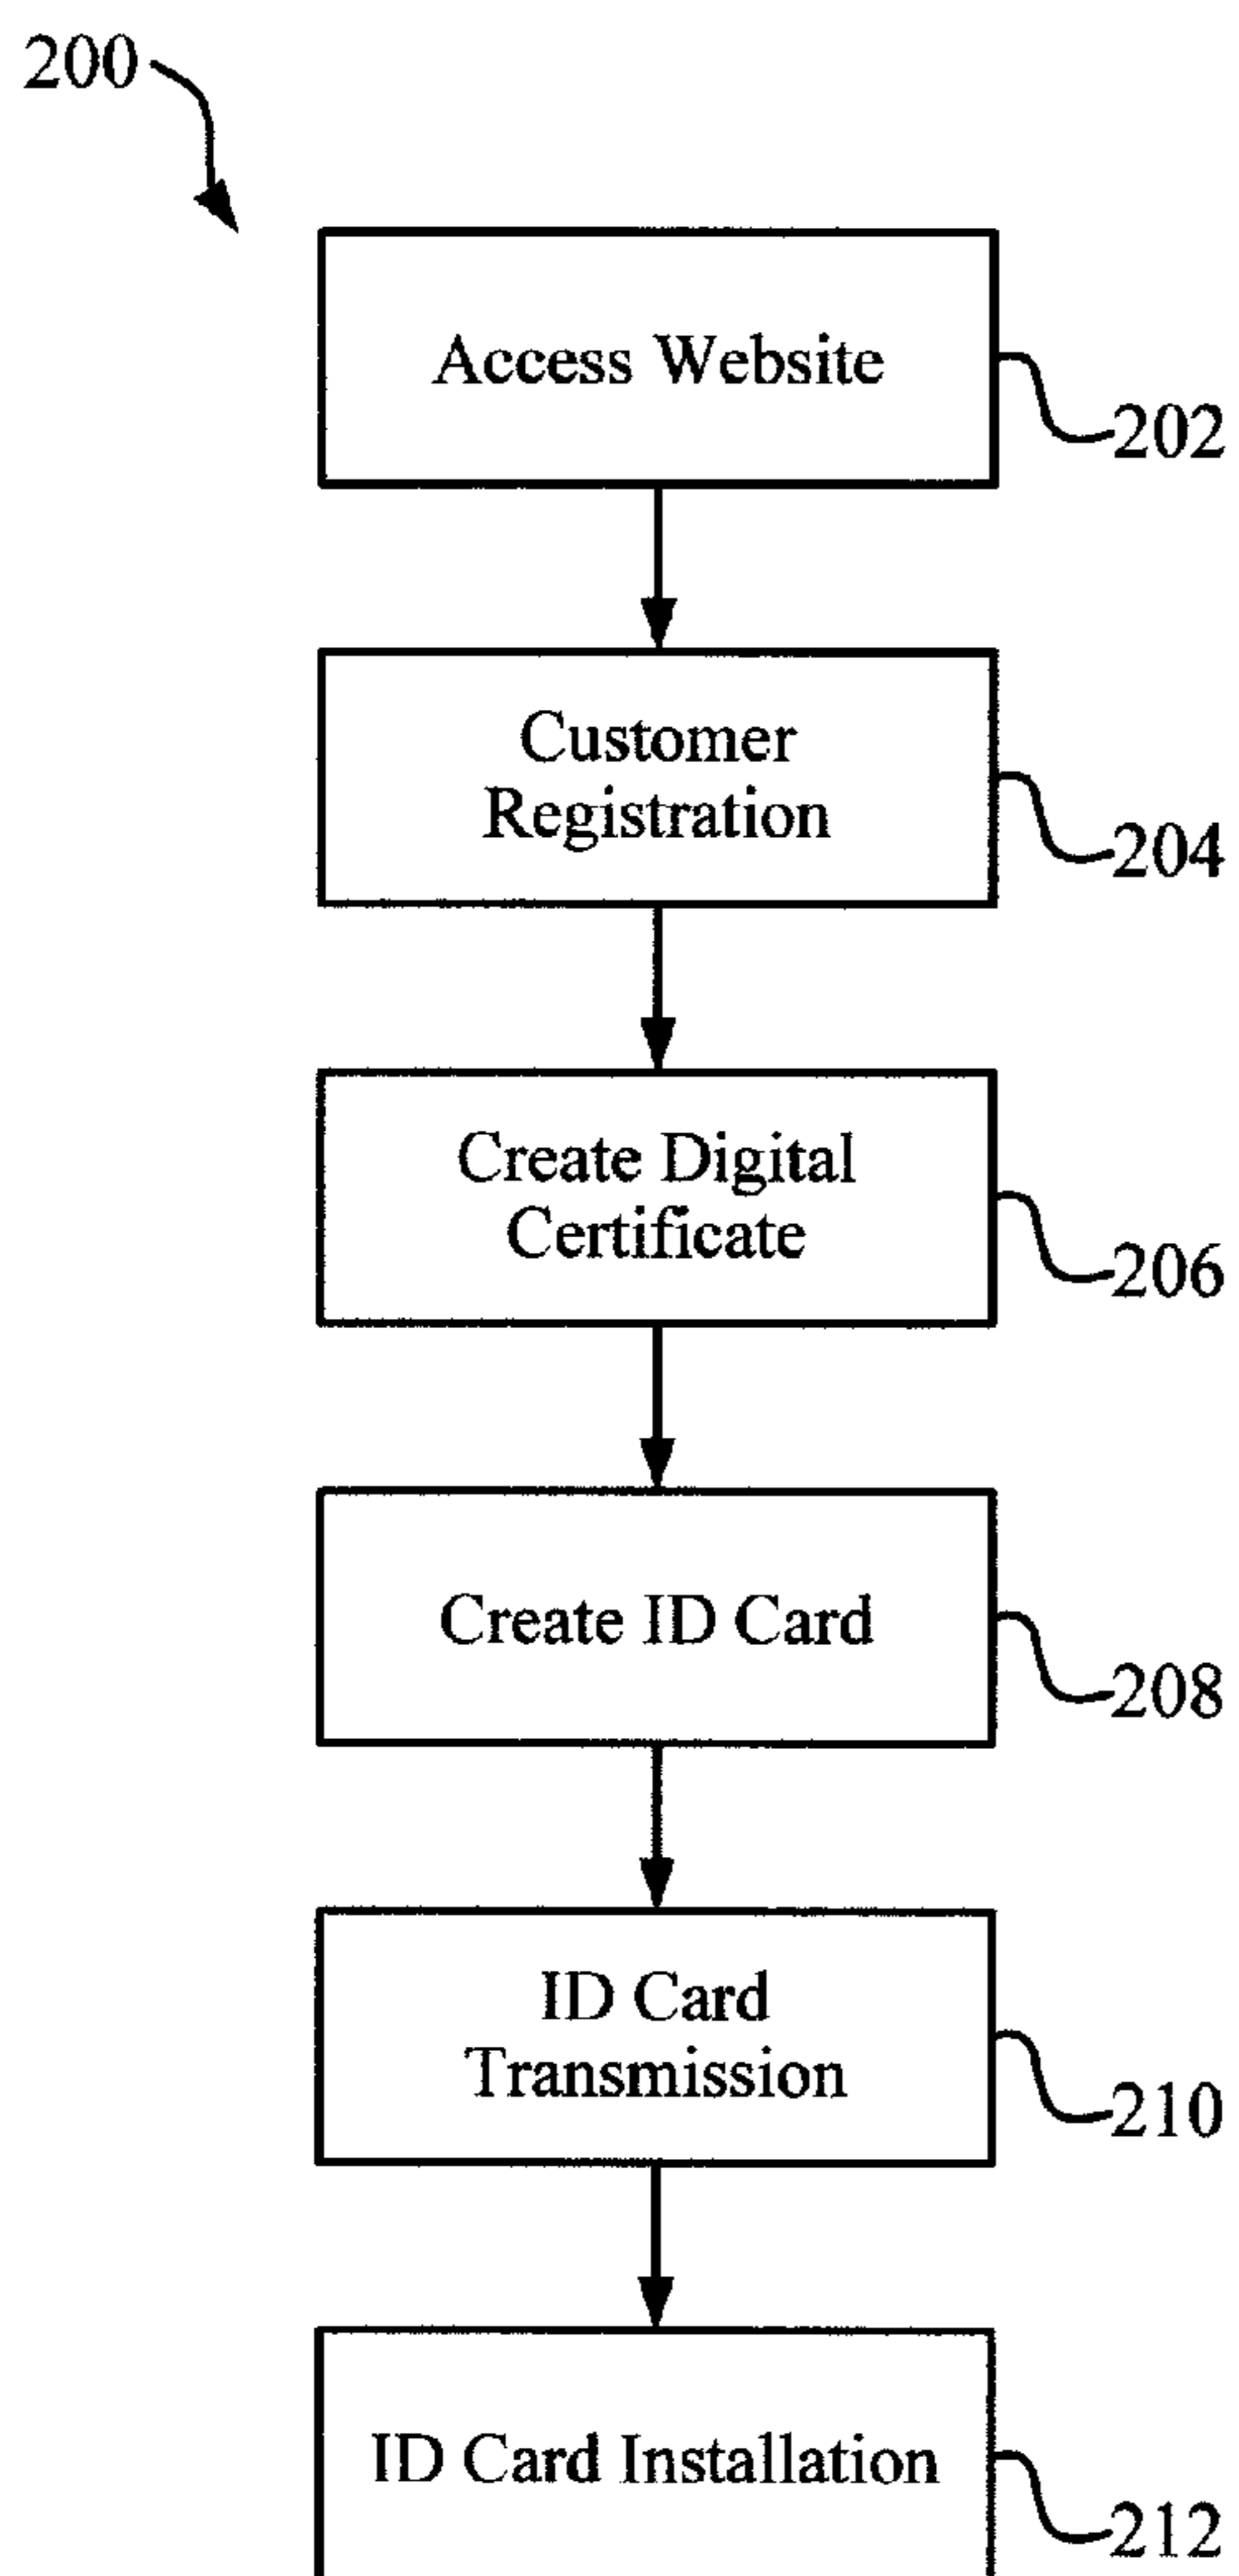 200
Access Website
202
Customer
Registration
204
Create Digital
Certificate
206
Create ID Card
208
ID Card
Transmission
210
ID Card Installation
212